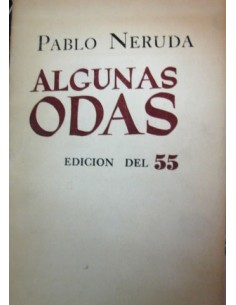 PABLO NERUDA
ALGUNAS
ODAS
EDICION DEL 55